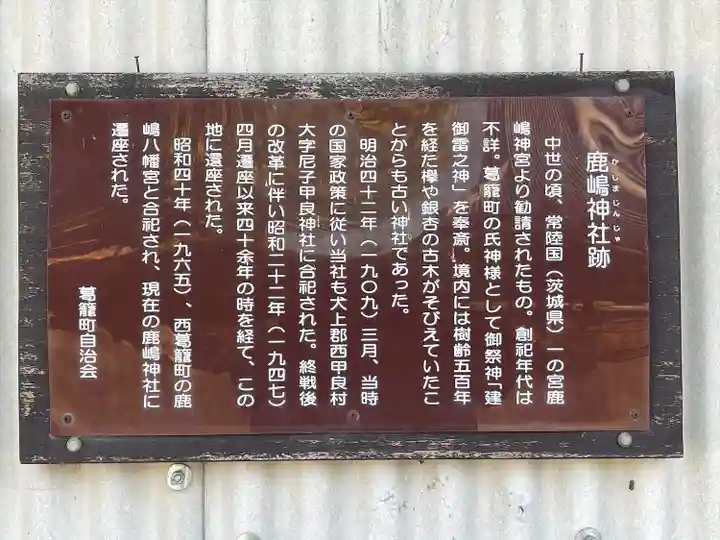 鹿嶋神社跡
かしまじんじゃ
中世の頃、常陸国（茨城県）一の宮鹿
嶋神宮より勧請されたもの。創祀年代は
不詳。葛籠町の氏神様として御祭神「建
御雷之神」を奉斎。境内には樹齢五百年
を経た欅や銀杏の古木がそびえていたこ
とからも古い神社であった。
明治四十二年（一九〇九）三月、当時
の国家政策に従い当社も犬上郡西甲良村
大字尼子甲良神社に合祀された。終戦後
の改革に伴い昭和二十二年（一九四七）
四月遷座以来四十余年の時を経て、この
地に還座された。
昭和四十年（一九六五）、西葛籠町の鹿
嶋八幡宮と合祀され、現在の鹿嶋神社に
遷座された。
葛籠町自治会